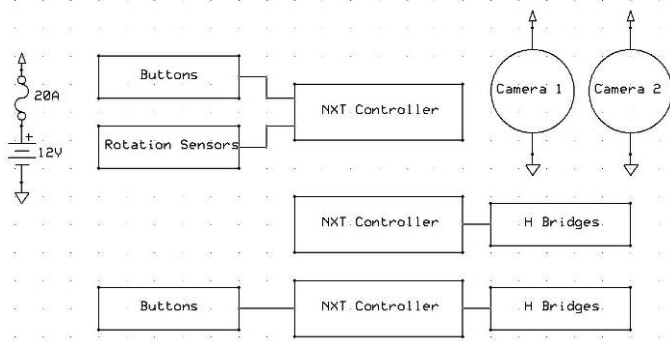 Buttons
Camera 1
Camera 2
20A
NXT Controller
+
Rotation Sensors
12V
NXT Controller
H Bridges
Buttons
NXT Controller
H Bridges